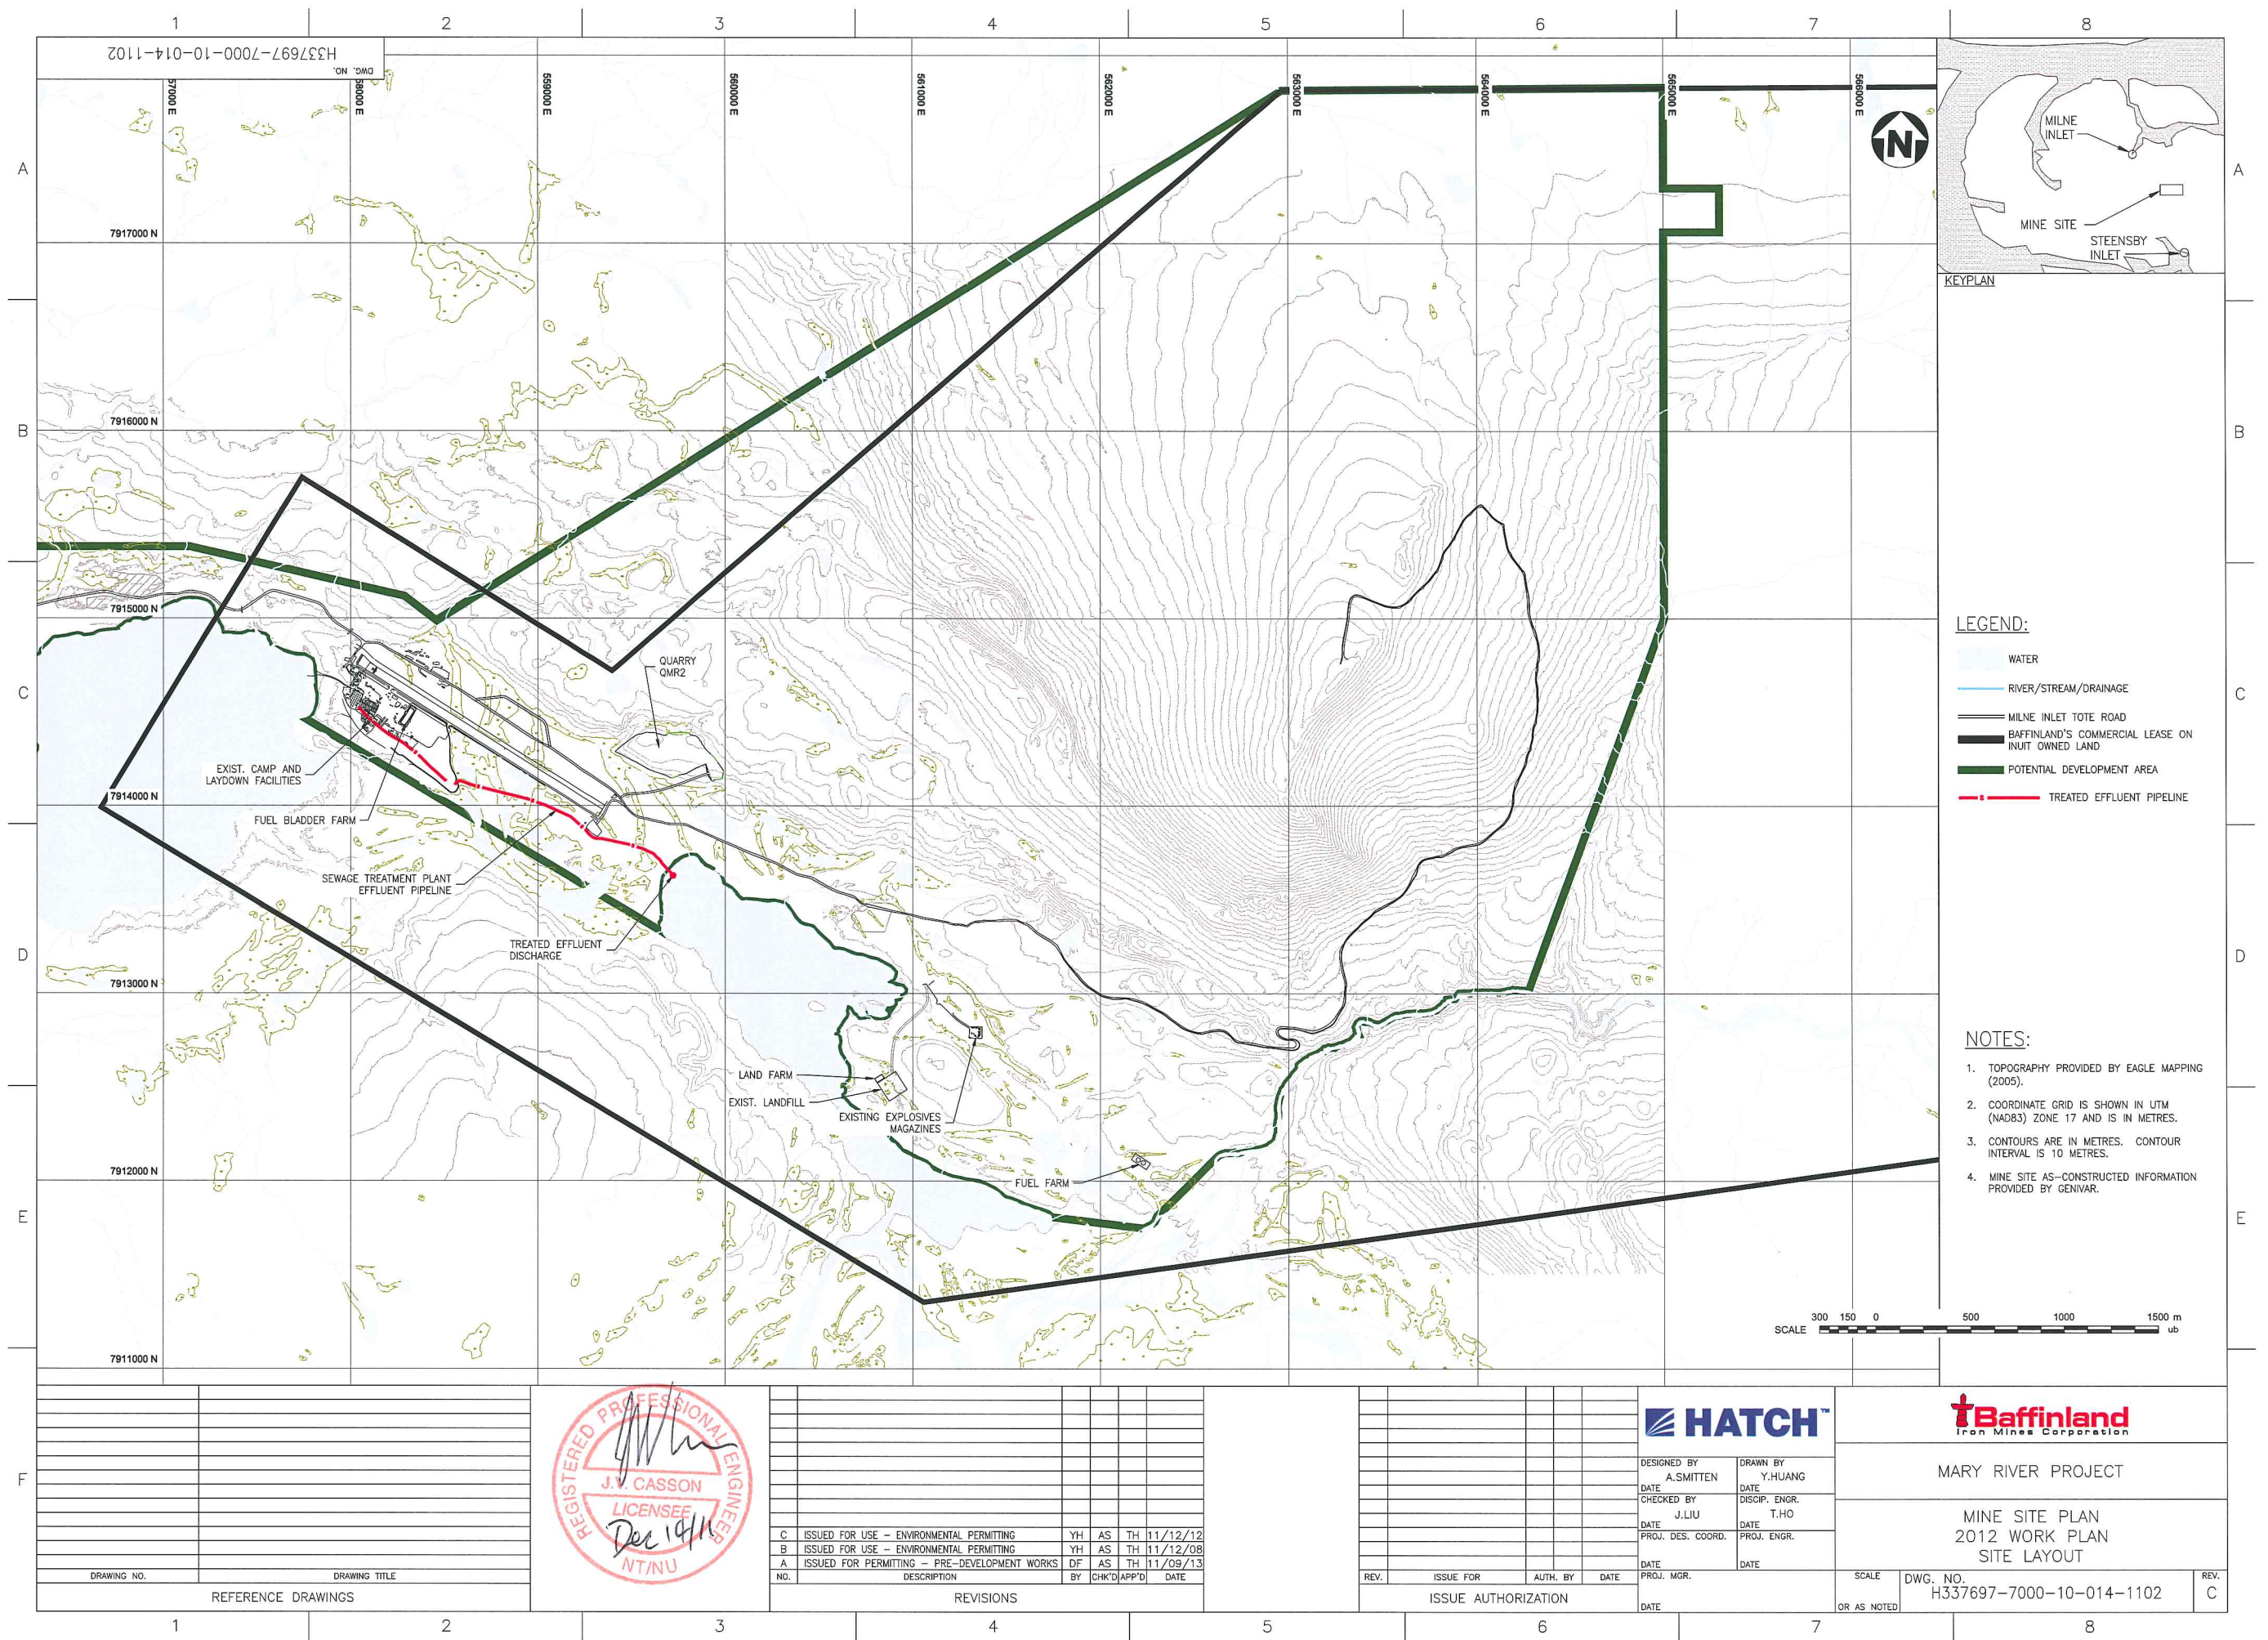 1 2 3 4 5 6 7 8
H337697-7000-10-014-1102
DWG. NO.
57000 E
58000 E
559000 E
560000 E
561000 E
562000 E
563000 E
564000 E
565000 E
566000 E
N
A
B
C
D
E
F
MILNE
INLET
MINE SITE
STEENSBY
INLET
KEYPLAN
7917000 N
7916000 N
7915000 N
7914000 N
7913000 N
7912000 N
7911000 N
QUARRY
QMR2
EXIST. CAMP AND
LAYDOWN FACILITIES
FUEL BLADDER FARM
SEWAGE TREATMENT PLANT
EFFLUENT PIPELINE
TREATED EFFLUENT
DISCHARGE
LAND FARM
EXIST. LANDFILL
EXISTING EXPLOSIVES
MAGAZINES
FUEL FARM
LEGEND:
WATER
RIVER/STREAM/DRAINAGE
MILNE INLET TOTE ROAD
BAFFINLAND'S COMMERCIAL LEASE ON
INUIT OWNED LAND
POTENTIAL DEVELOPMENT AREA
S TREATED EFFLUENT PIPELINE
NOTES:
1. TOPOGRAPHY PROVIDED BY EAGLE MAPPING
(2005).
2. COORDINATE GRID IS SHOWN IN UTM
(NAD83) ZONE 17 AND IS IN METRES.
3. CONTOURS ARE IN METRES. CONTOUR
INTERVAL IS 10 METRES.
4. MINE SITE AS-CONSTRUCTED INFORMATION
PROVIDED BY GENIVAR.
SCALE 300 150 0 500 1000 1500 m
ub
DRAWING NO. DRAWING TITLE
REFERENCE DRAWINGS
REGISTERED PROFESSIONAL ENGINEER
J.V. CASSON
LICENSEE
Dec 14/11
NT/NU
C ISSUED FOR USE - ENVIRONMENTAL PERMITTING YH AS TH 11/12/12
B ISSUED FOR USE - ENVIRONMENTAL PERMITTING YH AS TH 11/12/08
A ISSUED FOR PERMITTING - PRE-DEVELOPMENT WORKS DF AS TH 11/09/13
NO. DESCRIPTION BY CHK'D APP'D DATE
REVISIONS
REV. ISSUE FOR AUTH. BY DATE
ISSUE AUTHORIZATION
HATCH™
DESIGNED BY
A.SMITTEN
DATE
DRAWN BY
Y.HUANG
DATE
CHECKED BY
J.LIU
DATE
DISCIP. ENGR.
T.HO
DATE
PROJ. DES. COORD.
DATE
PROJ. ENGR.
DATE
PROJ. MGR.
DATE
Baffinland
Iron Mines Corporation
MARY RIVER PROJECT
MINE SITE PLAN
2012 WORK PLAN
SITE LAYOUT
SCALE
OR AS NOTED
DWG. NO.
H337697-7000-10-014-1102
REV.
C
1 2 3 4 5 6 7 8